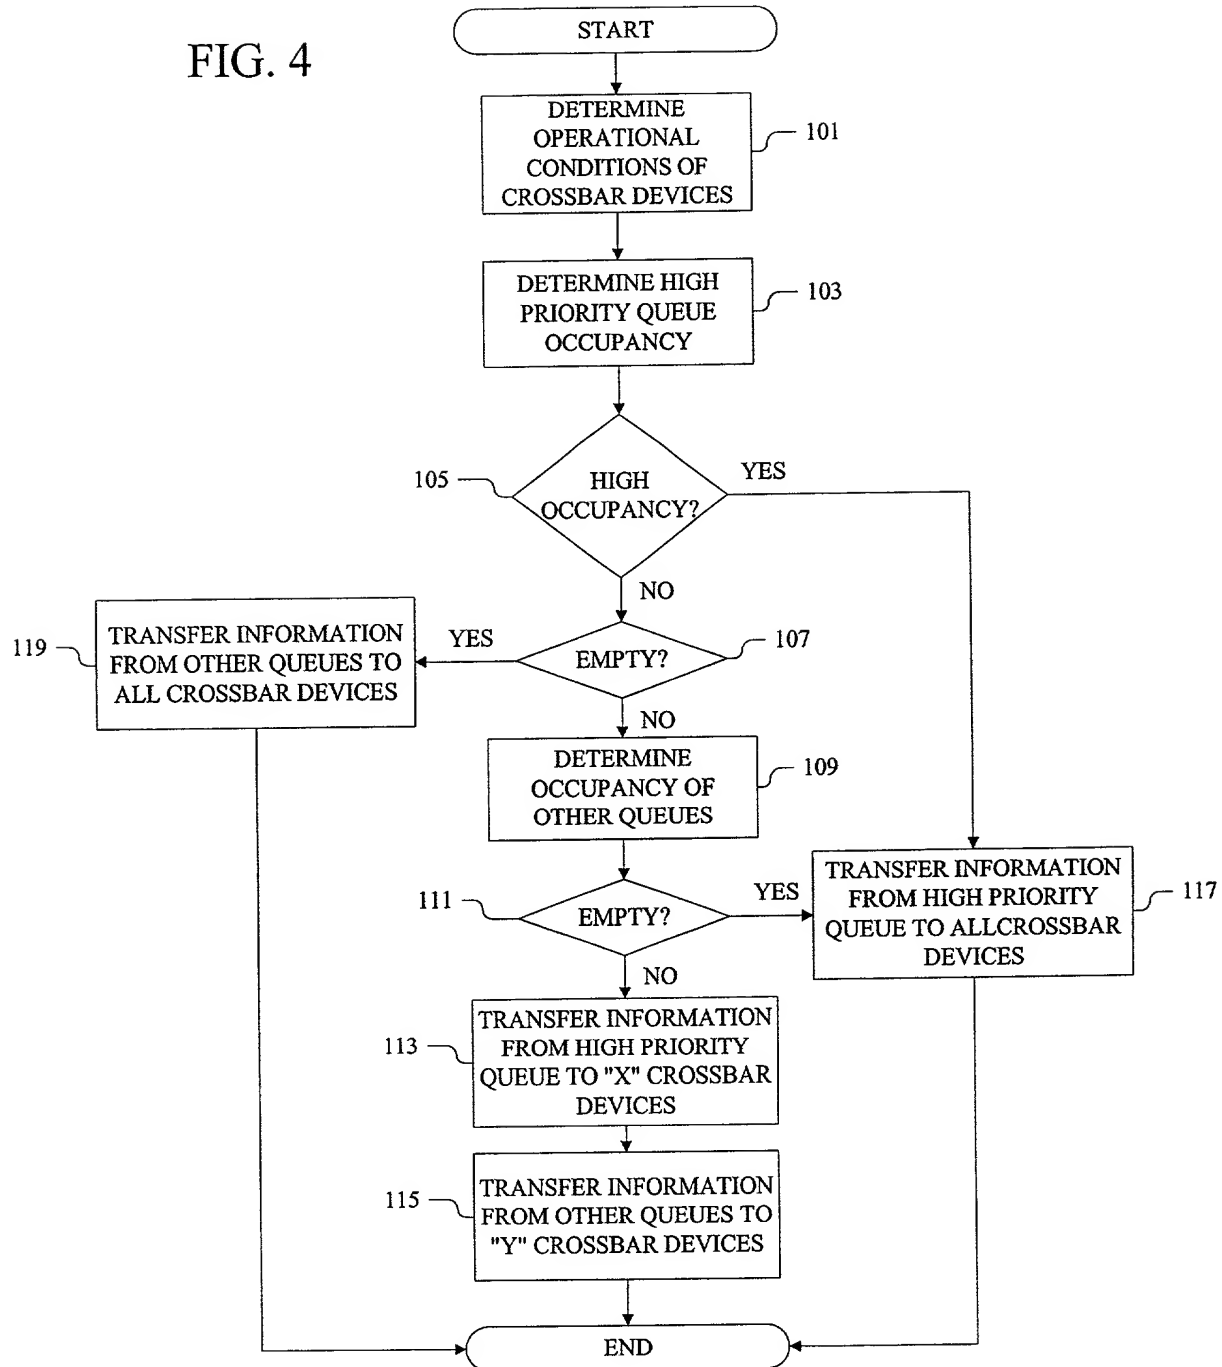 FIG. 4
START
DETERMINE
OPERATIONAL
CONDITIONS OF
CROSSBAR DEVICES
101
DETERMINE HIGH
PRIORITY QUEUE
OCCUPANCY
103
105
HIGH
OCCUPANCY?
YES
NO
119
TRANSFER INFORMATION
FROM OTHER QUEUES TO
ALL CROSSBAR DEVICES
YES
EMPTY?
107
NO
DETERMINE
OCCUPANCY OF
OTHER QUEUES
109
111
EMPTY?
YES
TRANSFER INFORMATION
FROM HIGH PRIORITY
QUEUE TO ALLCROSSBAR
DEVICES
117
NO
113
TRANSFER INFORMATION
FROM HIGH PRIORITY
QUEUE TO "X" CROSSBAR
DEVICES
115
TRANSFER INFORMATION
FROM OTHER QUEUES TO
"Y" CROSSBAR DEVICES
END